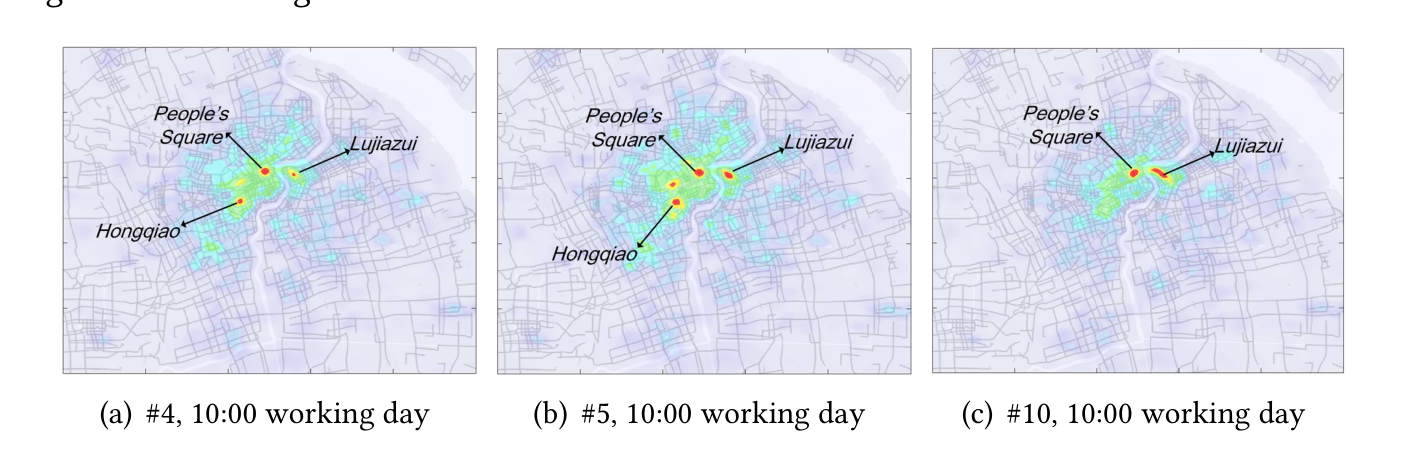 People's
Square
Lujiazui
Hongqiao
People's
Square
Lujiazui
Hongqiao
People's
Square
Lujiazui
(a) #4, 10:00 working day
(b) #5, 10:00 working day
(c) #10, 10:00 working day